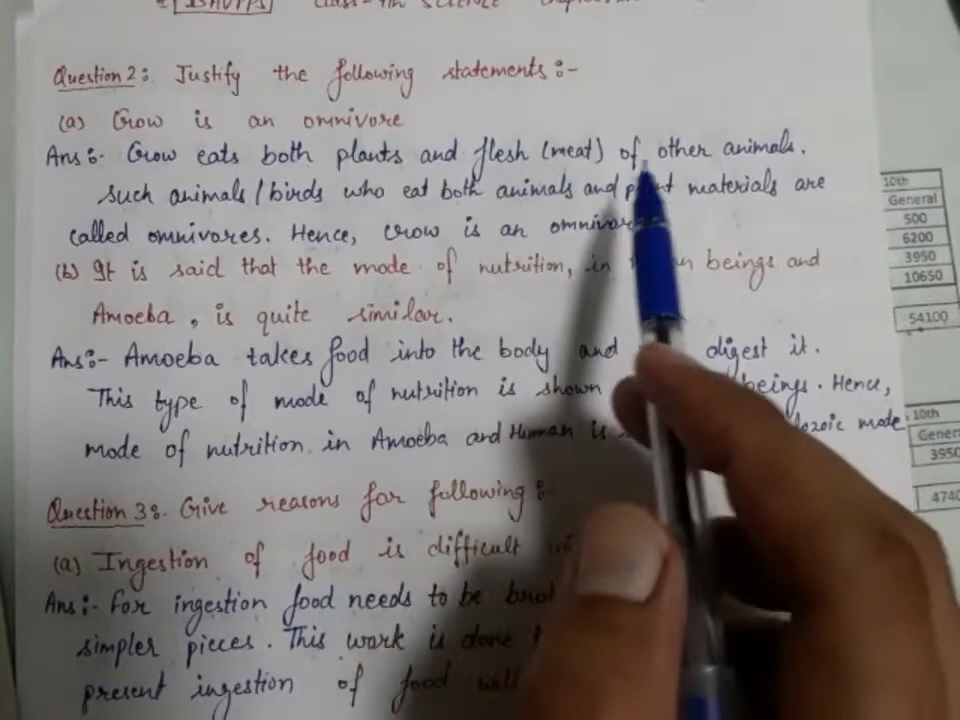 Class-7th Science
Question 2: Justify the following statements :-
(a) Crow is an omnivore
Ans :- Crow eats both plants and flesh (meat) of other animals.
such animals / birds who eat both animals and plant materials are
called omnivores. Hence, crow is an omnivore
(b) It is said that the mode of nutrition, in beings and
Amoeba, is quite similar.
Ans:- Amoeba takes food into the body and digest it.
This type of mode of nutrition is shown beings. Hence,
mode of nutrition in Amoeba and Human is mode.
Question 3:- Give reasons for following :-
(a) Ingestion of food is difficult
Ans :- For ingestion food needs to be
simpler pieces. This work is done
present ingestion of food
10th
General
500
6200
3950
10650
54100
10th
3950